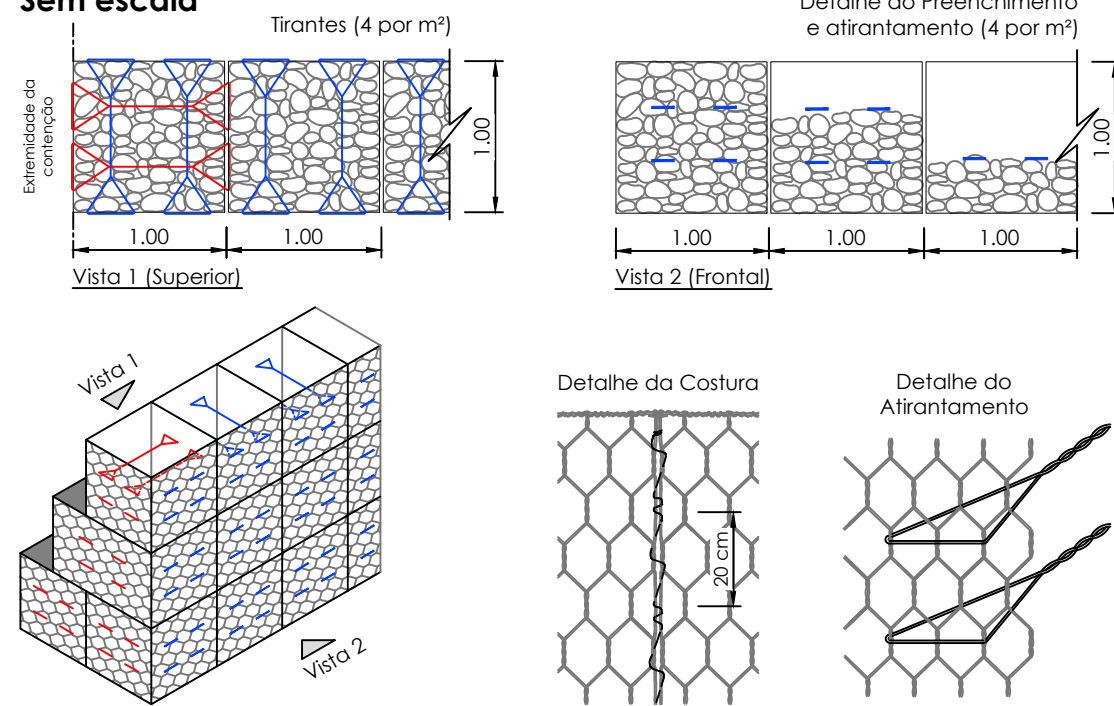 Sem escala
Tirantes (4 por m²)
Extremidade da
contenção
1.00
1.00
1.00
Vista 1 (Superior)
Detalhe do Preenchimento
e atirantamento (4 por m²)
1.00
1.00
1.00
1.00
Vista 2 (Frontal)
Vista 1
Vista 2
Detalhe da Costura
20 cm
Detalhe do
Atirantamento